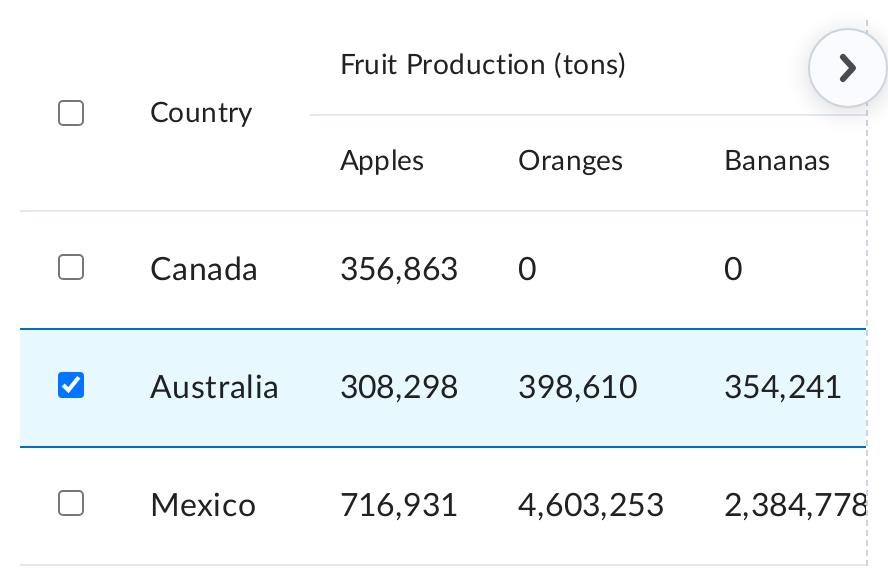 Fruit Production (tons)
Country
Apples Oranges Bananas
Canada 356,863 0 0
Australia 308,298 398,610 354,241
Mexico 716,931 4,603,253 2,384,778